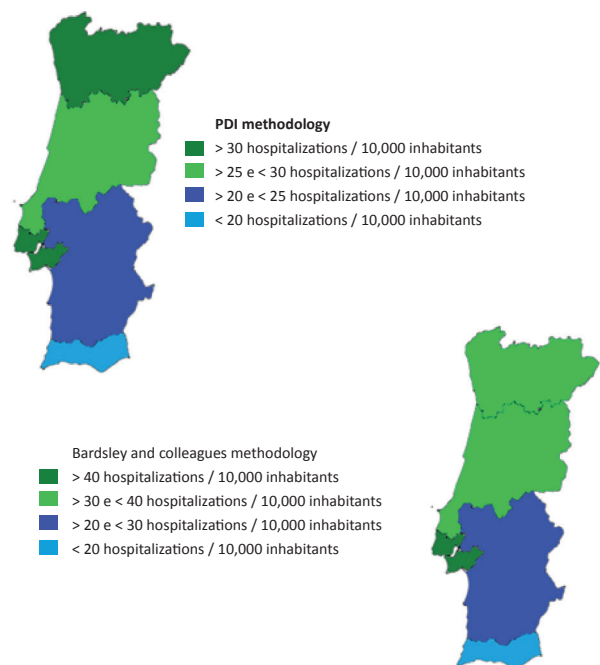 PDI methodology
> 30 hospitalizations / 10,000 inhabitants
> 25 e < 30 hospitalizations / 10,000 inhabitants
> 20 e < 25 hospitalizations / 10,000 inhabitants
< 20 hospitalizations / 10,000 inhabitants
Bardsley and colleagues methodology
> 40 hospitalizations / 10,000 inhabitants
> 30 e < 40 hospitalizations / 10,000 inhabitants
> 20 e < 30 hospitalizations / 10,000 inhabitants
< 20 hospitalizations / 10,000 inhabitants